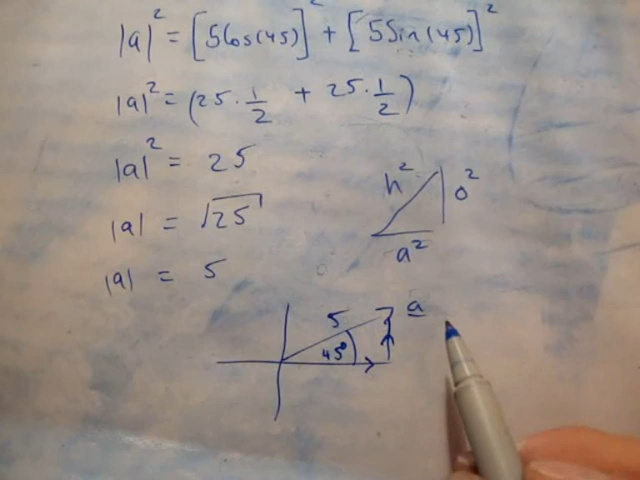 |a|² = [5Cos(45)]² + [5Sin(45)]²
|a|² = (25·1/2 + 25·1/2)
|a|² = 25
|a| = √25
|a| = 5
h²
o²
a²
5
a
45°